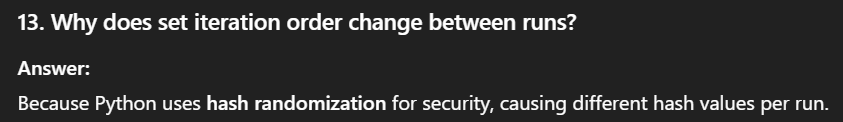 13. Why does set iteration order change between runs?
Answer:
Because Python uses hash randomization for security, causing different hash values per run.